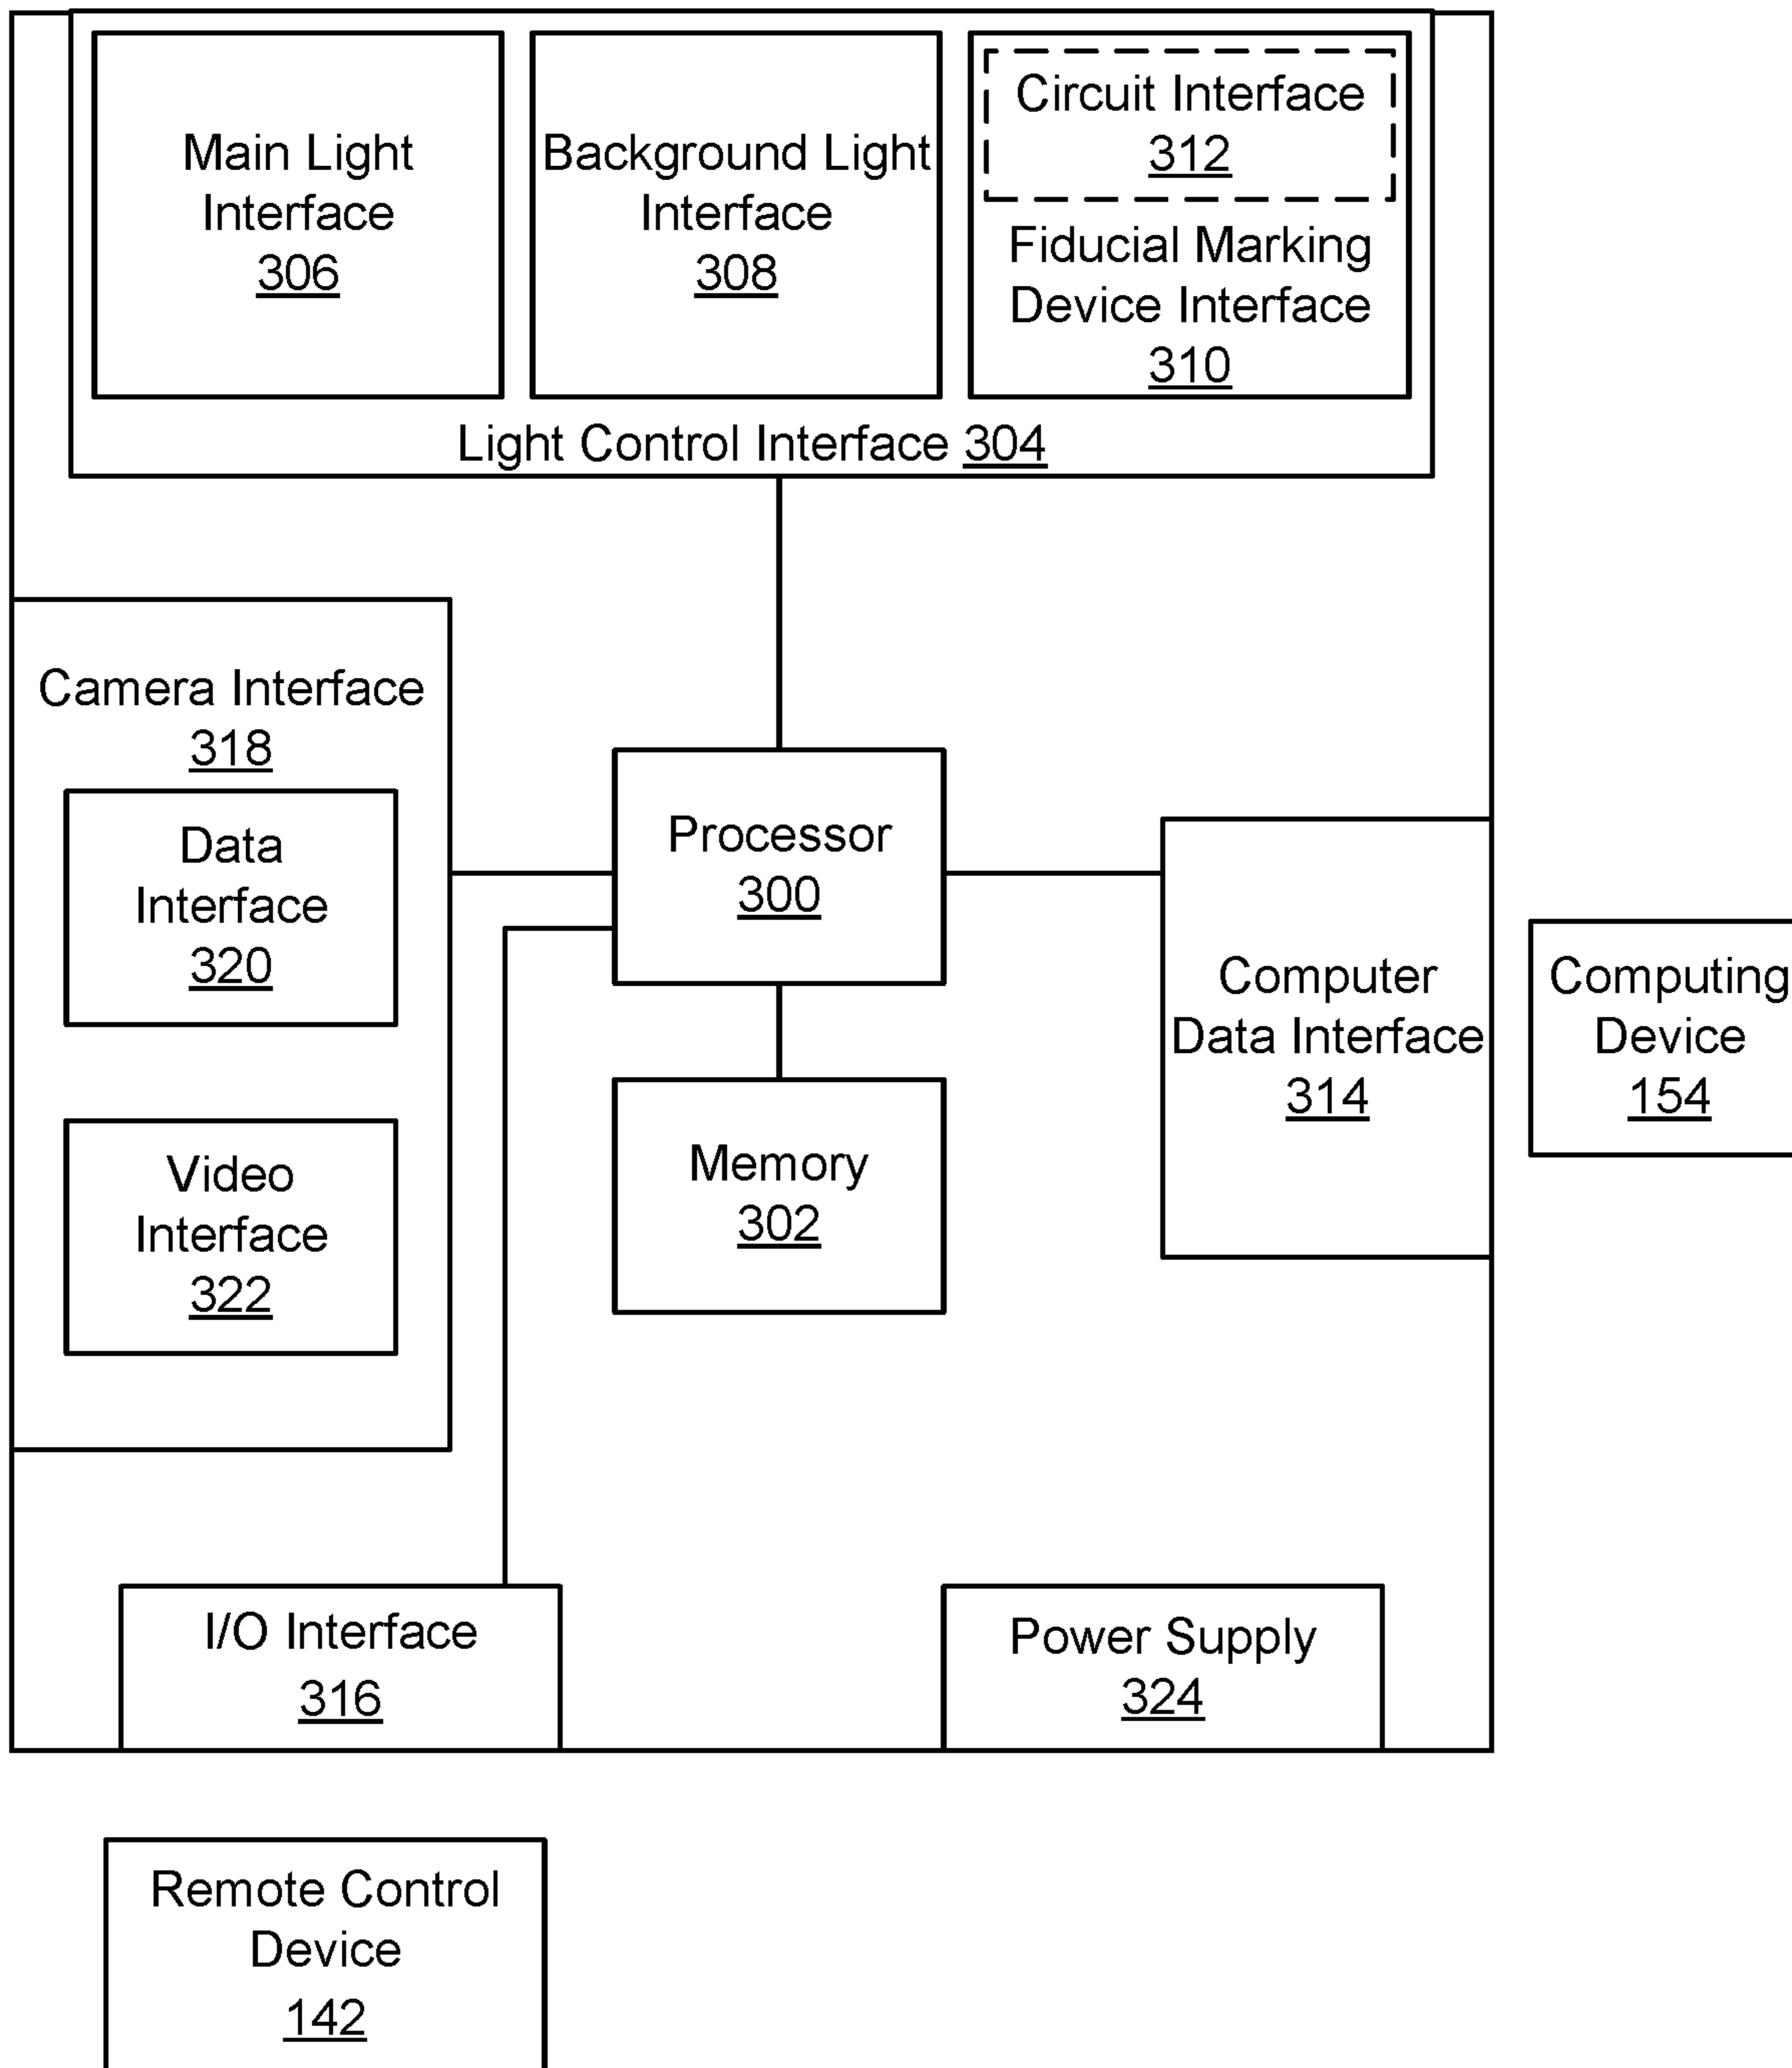 Main Light
Interface
306
Background Light
Interface
308
Circuit Interface
312
Fiducial Marking
Device Interface
310
Light Control Interface 304
Camera Interface
318
Data
Interface
320
Video
Interface
322
Processor
300
Memory
302
Computer
Data Interface
314
Computing
Device
154
I/O Interface
316
Power Supply
324
Remote Control
Device
142